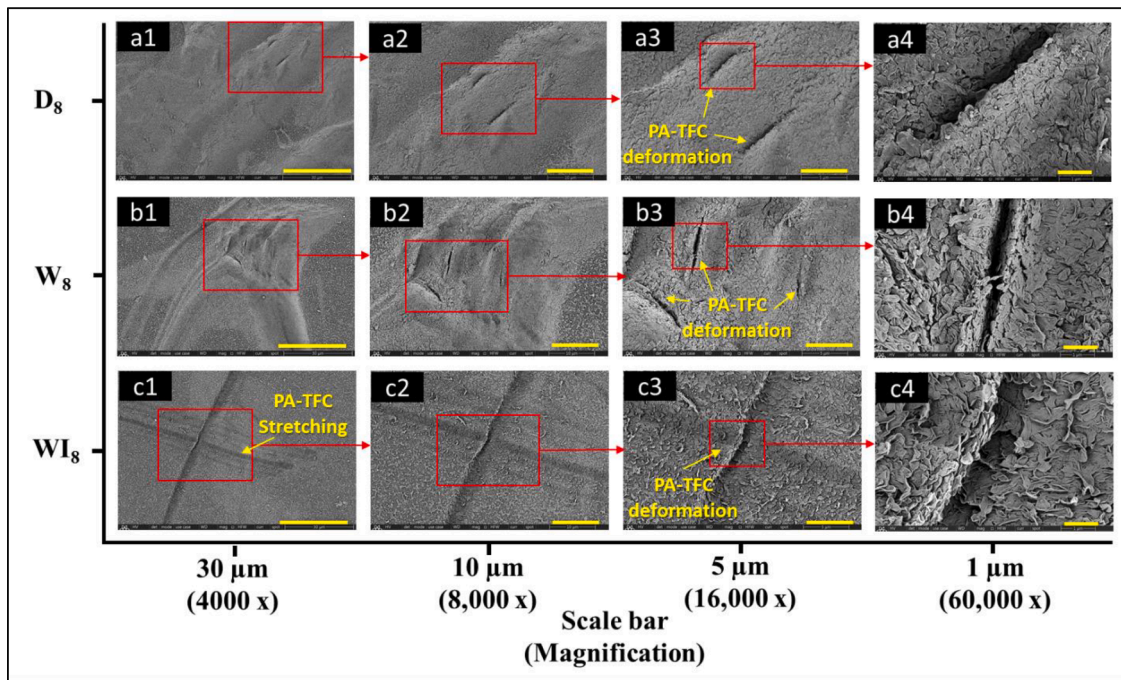 a1
a2
a3
a4
D8
PA-TFC
deformation
b1
b2
b3
b4
W8
PA-TFC
deformation
c1
c2
c3
c4
PA-TFC
Stretching
WI8
PA-TFC
deformation
30 µm
10 µm
5 µm
1 µm
(4000 x)
(8,000 x)
(16,000 x)
(60,000 x)
Scale bar
(Magnification)